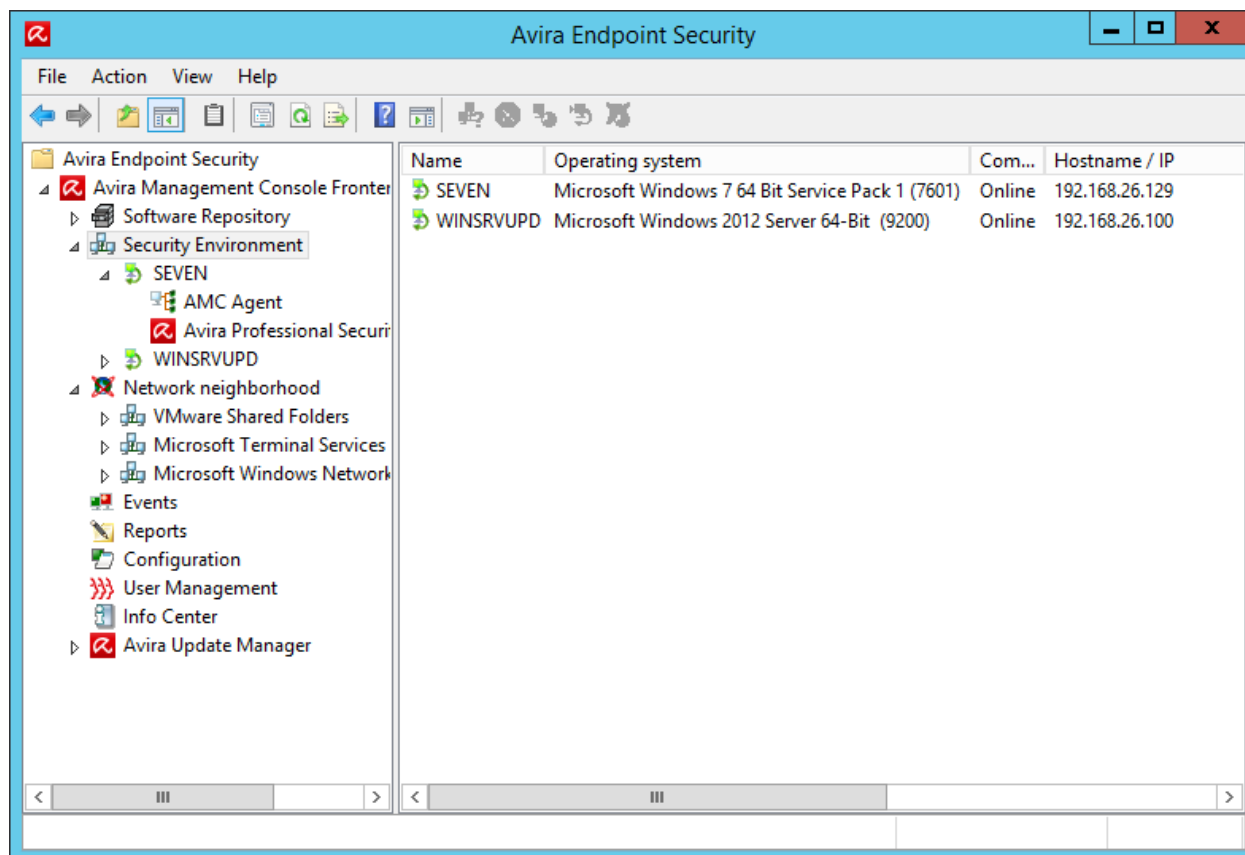 Avira Endpoint Security
File Action View Help
Avira Endpoint Security
Avira Management Console Fronter
Software Repository
Security Environment
SEVEN
AMC Agent
Avira Professional Securi
WINSRVUPD
Network neighborhood
VMware Shared Folders
Microsoft Terminal Services
Microsoft Windows Network
Events
Reports
Configuration
User Management
Info Center
Avira Update Manager
Name Operating system Com... Hostname / IP
SEVEN Microsoft Windows 7 64 Bit Service Pack 1 (7601) Online 192.168.26.129
WINSRVUPD Microsoft Windows 2012 Server 64-Bit (9200) Online 192.168.26.100